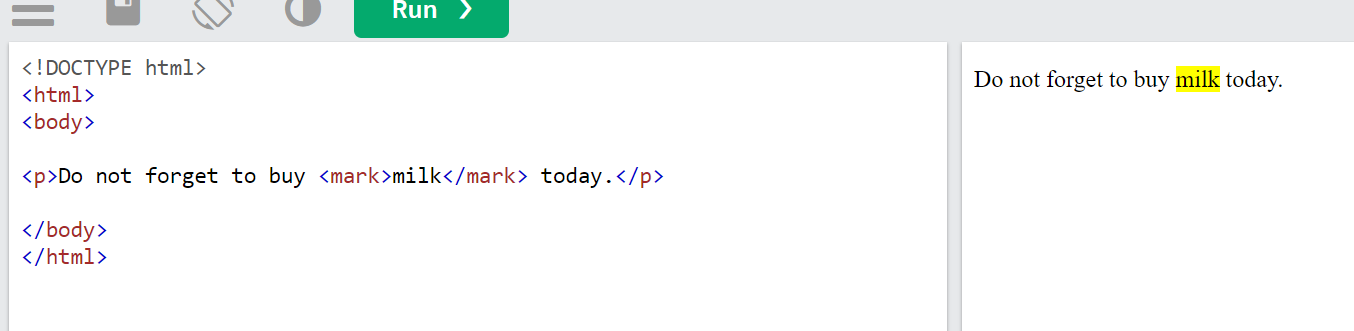 Run ❯
<!DOCTYPE html>
<html>
<body>
<p>Do not forget to buy <mark>milk</mark> today.</p>
</body>
</html>
Do not forget to buy milk today.